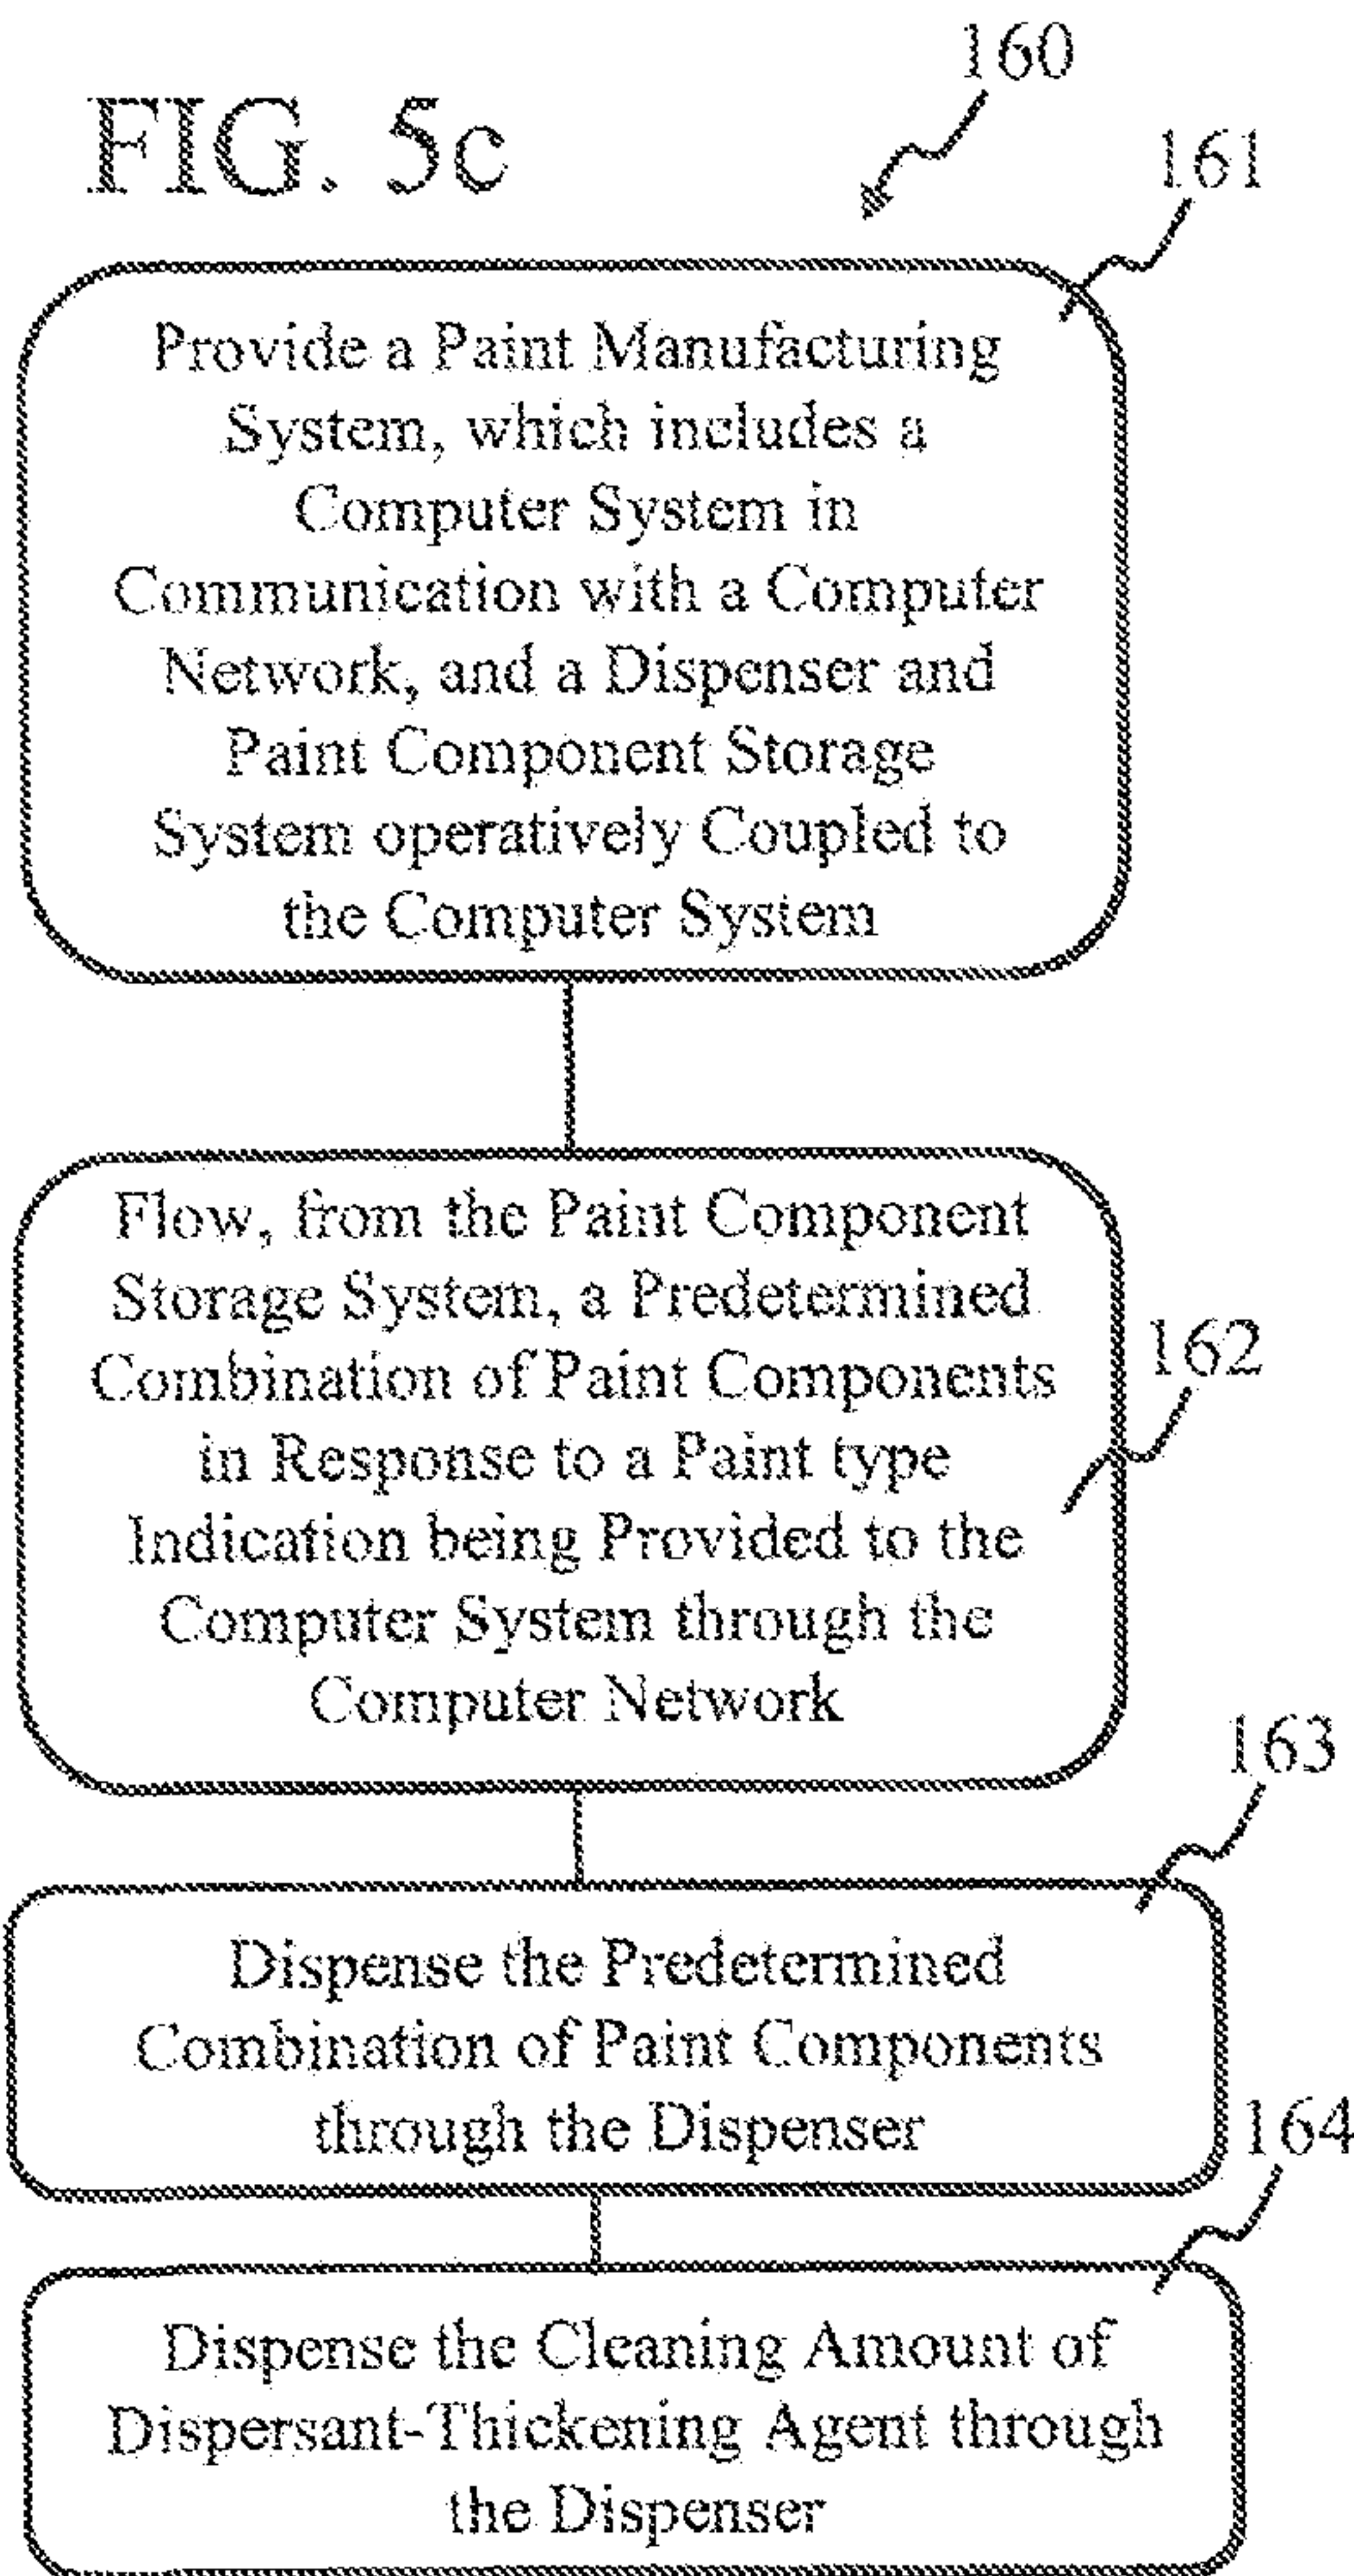 160
FIG. 5c
161
Provide a Paint Manufacturing
System, which includes a
Computer System in
Communication with a Computer
Network, and a Dispenser and
Paint Component Storage
System operatively Coupled to
the Computer System
Flow, from the Paint Component
Storage System, a Predetermined
Combination of Paint Components
in Response to a Paint type
Indication being Provided to the
Computer System through the
Computer Network
162
163
Dispense the Predetermined
Combination of Paint Components
through the Dispenser
164
Dispense the Cleaning Amount of
Dispersant-Thickening Agent through
the Dispenser